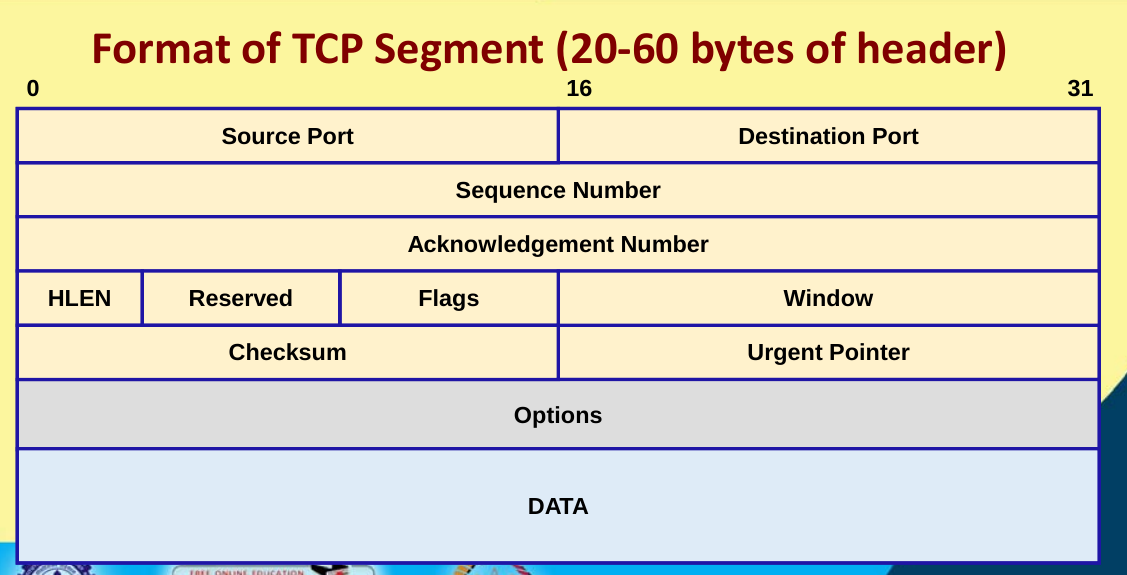 Format of TCP Segment (20-60 bytes of header)
0 16 31
Source Port Destination Port
Sequence Number
Acknowledgement Number
HLEN Reserved Flags Window
Checksum Urgent Pointer
Options
DATA
FREE ONLINE EDUCATION